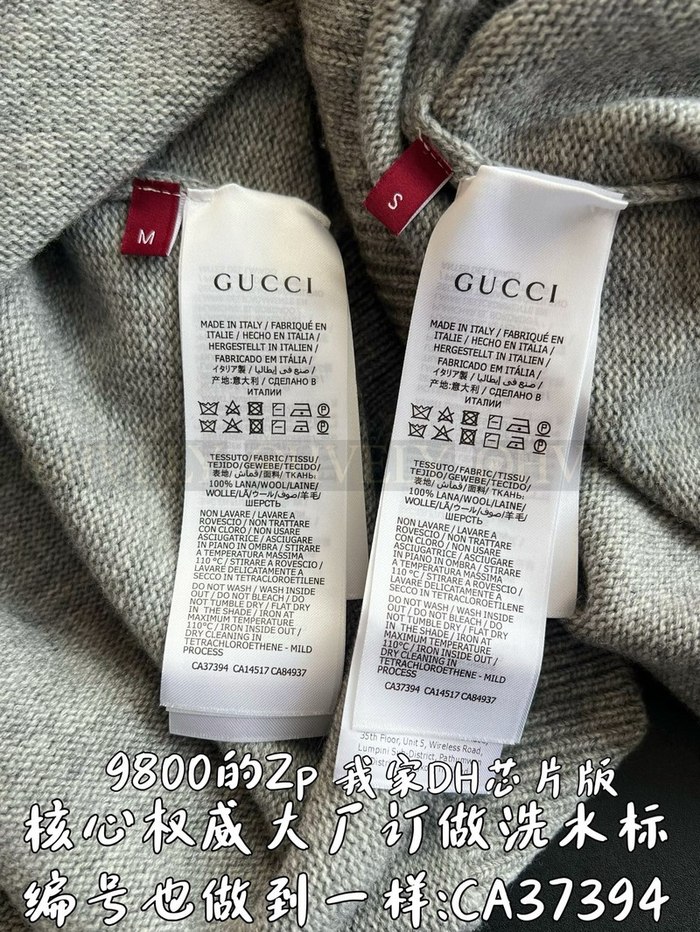 M
GUCCI
MADE IN ITALY / FABRIQUÉ EN
ITALIE / HECHO EN ITALIA /
HERGESTELLT IN ITALIEN /
FABRICADO EM ITÁLIA /
イタリア製 / صنع في إيطاليا /
产地:意大利 / СДЕЛАНО В
ИТАЛИИ
TESSUTO/FABRIC/TISSU/
TEJIDO/GEWEBE/TECIDO/
表地/قماش/面料/ТКАНЬ:
100% LANA/WOOL/LAINE/
WOLLE/LÃ/ウール/صوف/羊毛/
ШЕРСТЬ
NON LAVARE / LAVARE A
ROVESCIO / NON TRATTARE
CON CLORO / NON USARE
ASCIUGATRICE / ASCIUGARE
IN PIANO IN OMBRA / STIRARE
A TEMPERATURA MASSIMA
110 °C / STIRARE A ROVESCIO /
LAVARE DELICATAMENTE A
SECCO IN TETRACLOROETILENE
DO NOT WASH / WASH INSIDE
OUT / DO NOT BLEACH / DO
NOT TUMBLE DRY / FLAT DRY
IN THE SHADE / IRON AT
MAXIMUM TEMPERATURE
110°C / IRON INSIDE OUT /
DRY CLEANING IN
TETRACHLOROETHENE - MILD
PROCESS
CA37394 CA14517 CA84937
S
GUCCI
MADE IN ITALY / FABRIQUÉ EN
ITALIE / HECHO EN ITALIA /
HERGESTELLT IN ITALIEN /
FABRICADO EM ITÁLIA /
イタリア製 / صنع في إيطاليا /
产地:意大利 / СДЕЛАНО В
ИТАЛИИ
TESSUTO/FABRIC/TISSU/
TEJIDO/GEWEBE/TECIDO/
表地/قماش/面料/ТКАНЬ:
100% LANA/WOOL/LAINE/
WOLLE/LÃ/ウール/صوف/羊毛/
ШЕРСТЬ
NON LAVARE / LAVARE A
ROVESCIO / NON TRATTARE
CON CLORO / NON USARE
ASCIUGATRICE / ASCIUGARE
IN PIANO IN OMBRA / STIRARE
A TEMPERATURA MASSIMA
110 °C / STIRARE A ROVESCIO /
LAVARE DELICATAMENTE A
SECCO IN TETRACLOROETILENE
DO NOT WASH / WASH INSIDE
OUT / DO NOT BLEACH / DO
NOT TUMBLE DRY / FLAT DRY
IN THE SHADE / IRON AT
MAXIMUM TEMPERATURE
110°C / IRON INSIDE OUT /
DRY CLEANING IN
TETRACHLOROETHENE - MILD
PROCESS
CA37394 CA14517 CA84937
35th Floor, Unit 5, Wireless Road,
Lumpini Sub-District, Pathumwan
District
9800的Zp 我家DH芯片版
核心权威大厂订做洗水标
编号也做到一样:CA37394